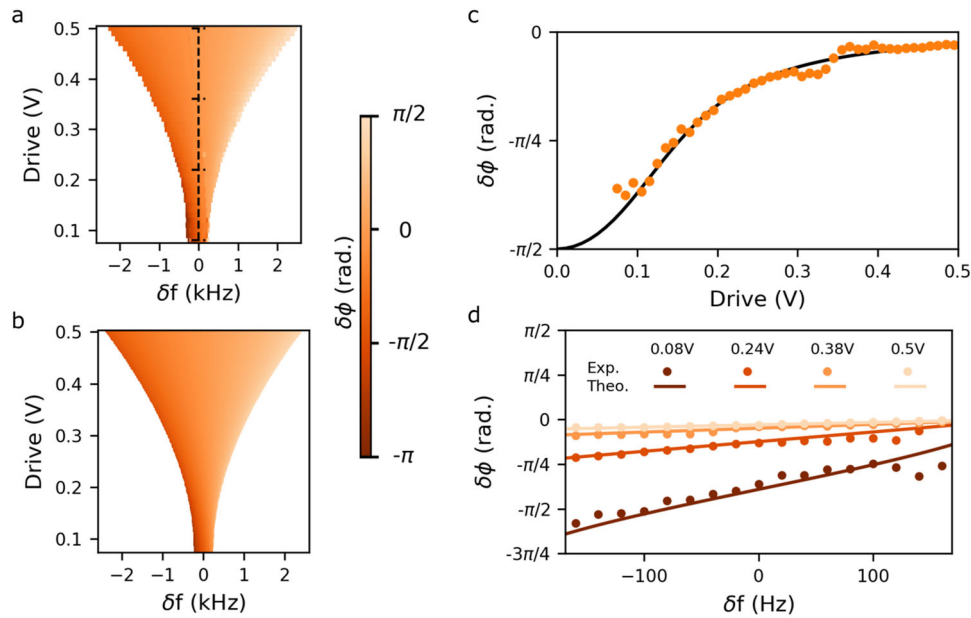 a
0.5
0.4
0.3
0.2
0.1
Drive (V)
−2 −1 0 1 2
δf (kHz)
b
0.5
0.4
0.3
0.2
0.1
Drive (V)
−2 −1 0 1 2
δf (kHz)
π/2
0
-π/2
-π
δϕ (rad.)
c
0
-π/4
-π/2
δϕ (rad.)
0.0 0.1 0.2 0.3 0.4 0.5
Drive (V)
d
π/2
π/4
0
-π/4
-π/2
-3π/4
δϕ (rad.)
0.08V 0.24V 0.38V 0.5V
Exp.
Theo.
−100 0 100
δf (Hz)